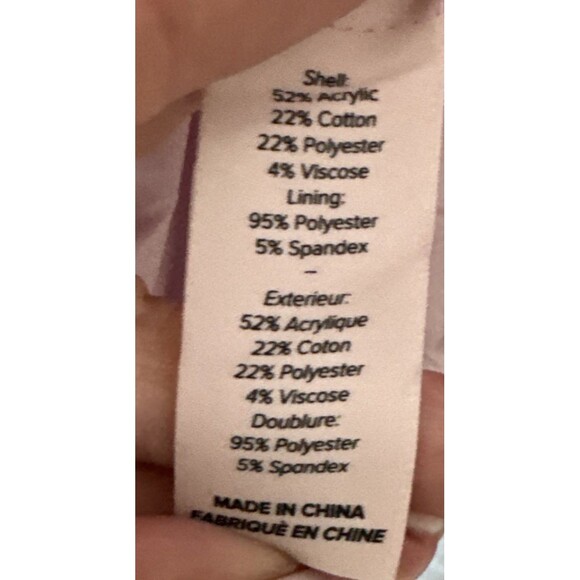 Shell:
52% Acrylic
22% Cotton
22% Polyester
4% Viscose
Lining:
95% Polyester
5% Spandex
–
Exterieur:
52% Acrylique
22% Coton
22% Polyester
4% Viscose
Doublure:
95% Polyester
5% Spandex
MADE IN CHINA
FABRIQUÈ EN CHINE